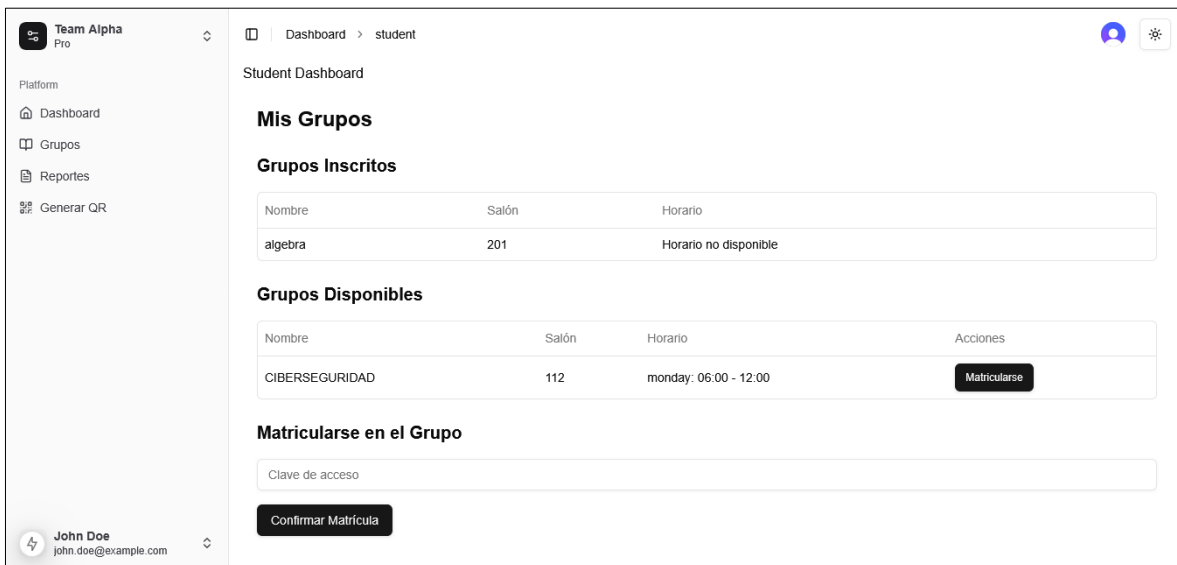 Team Alpha
Pro
Platform
Dashboard
Grupos
Reportes
Generar QR
John Doe
john.doe@example.com
Dashboard > student
Student Dashboard
Mis Grupos
Grupos Inscritos
Nombre Salón Horario
algebra 201 Horario no disponible
Grupos Disponibles
Nombre Salón Horario Acciones
CIBERSEGURIDAD 112 monday: 06:00 - 12:00 Matricularse
Matricularse en el Grupo
Clave de acceso
Confirmar Matrícula